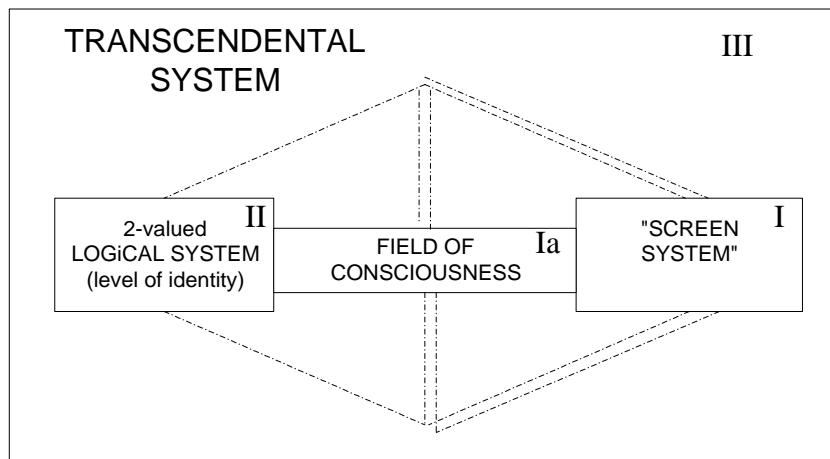 TRANSCENDENTAL
SYSTEM
III
2-valued
LOGiCAL SYSTEM
(level of identity)
II
FIELD OF
CONSCIOUSNESS
Ia
"SCREEN
SYSTEM"
I